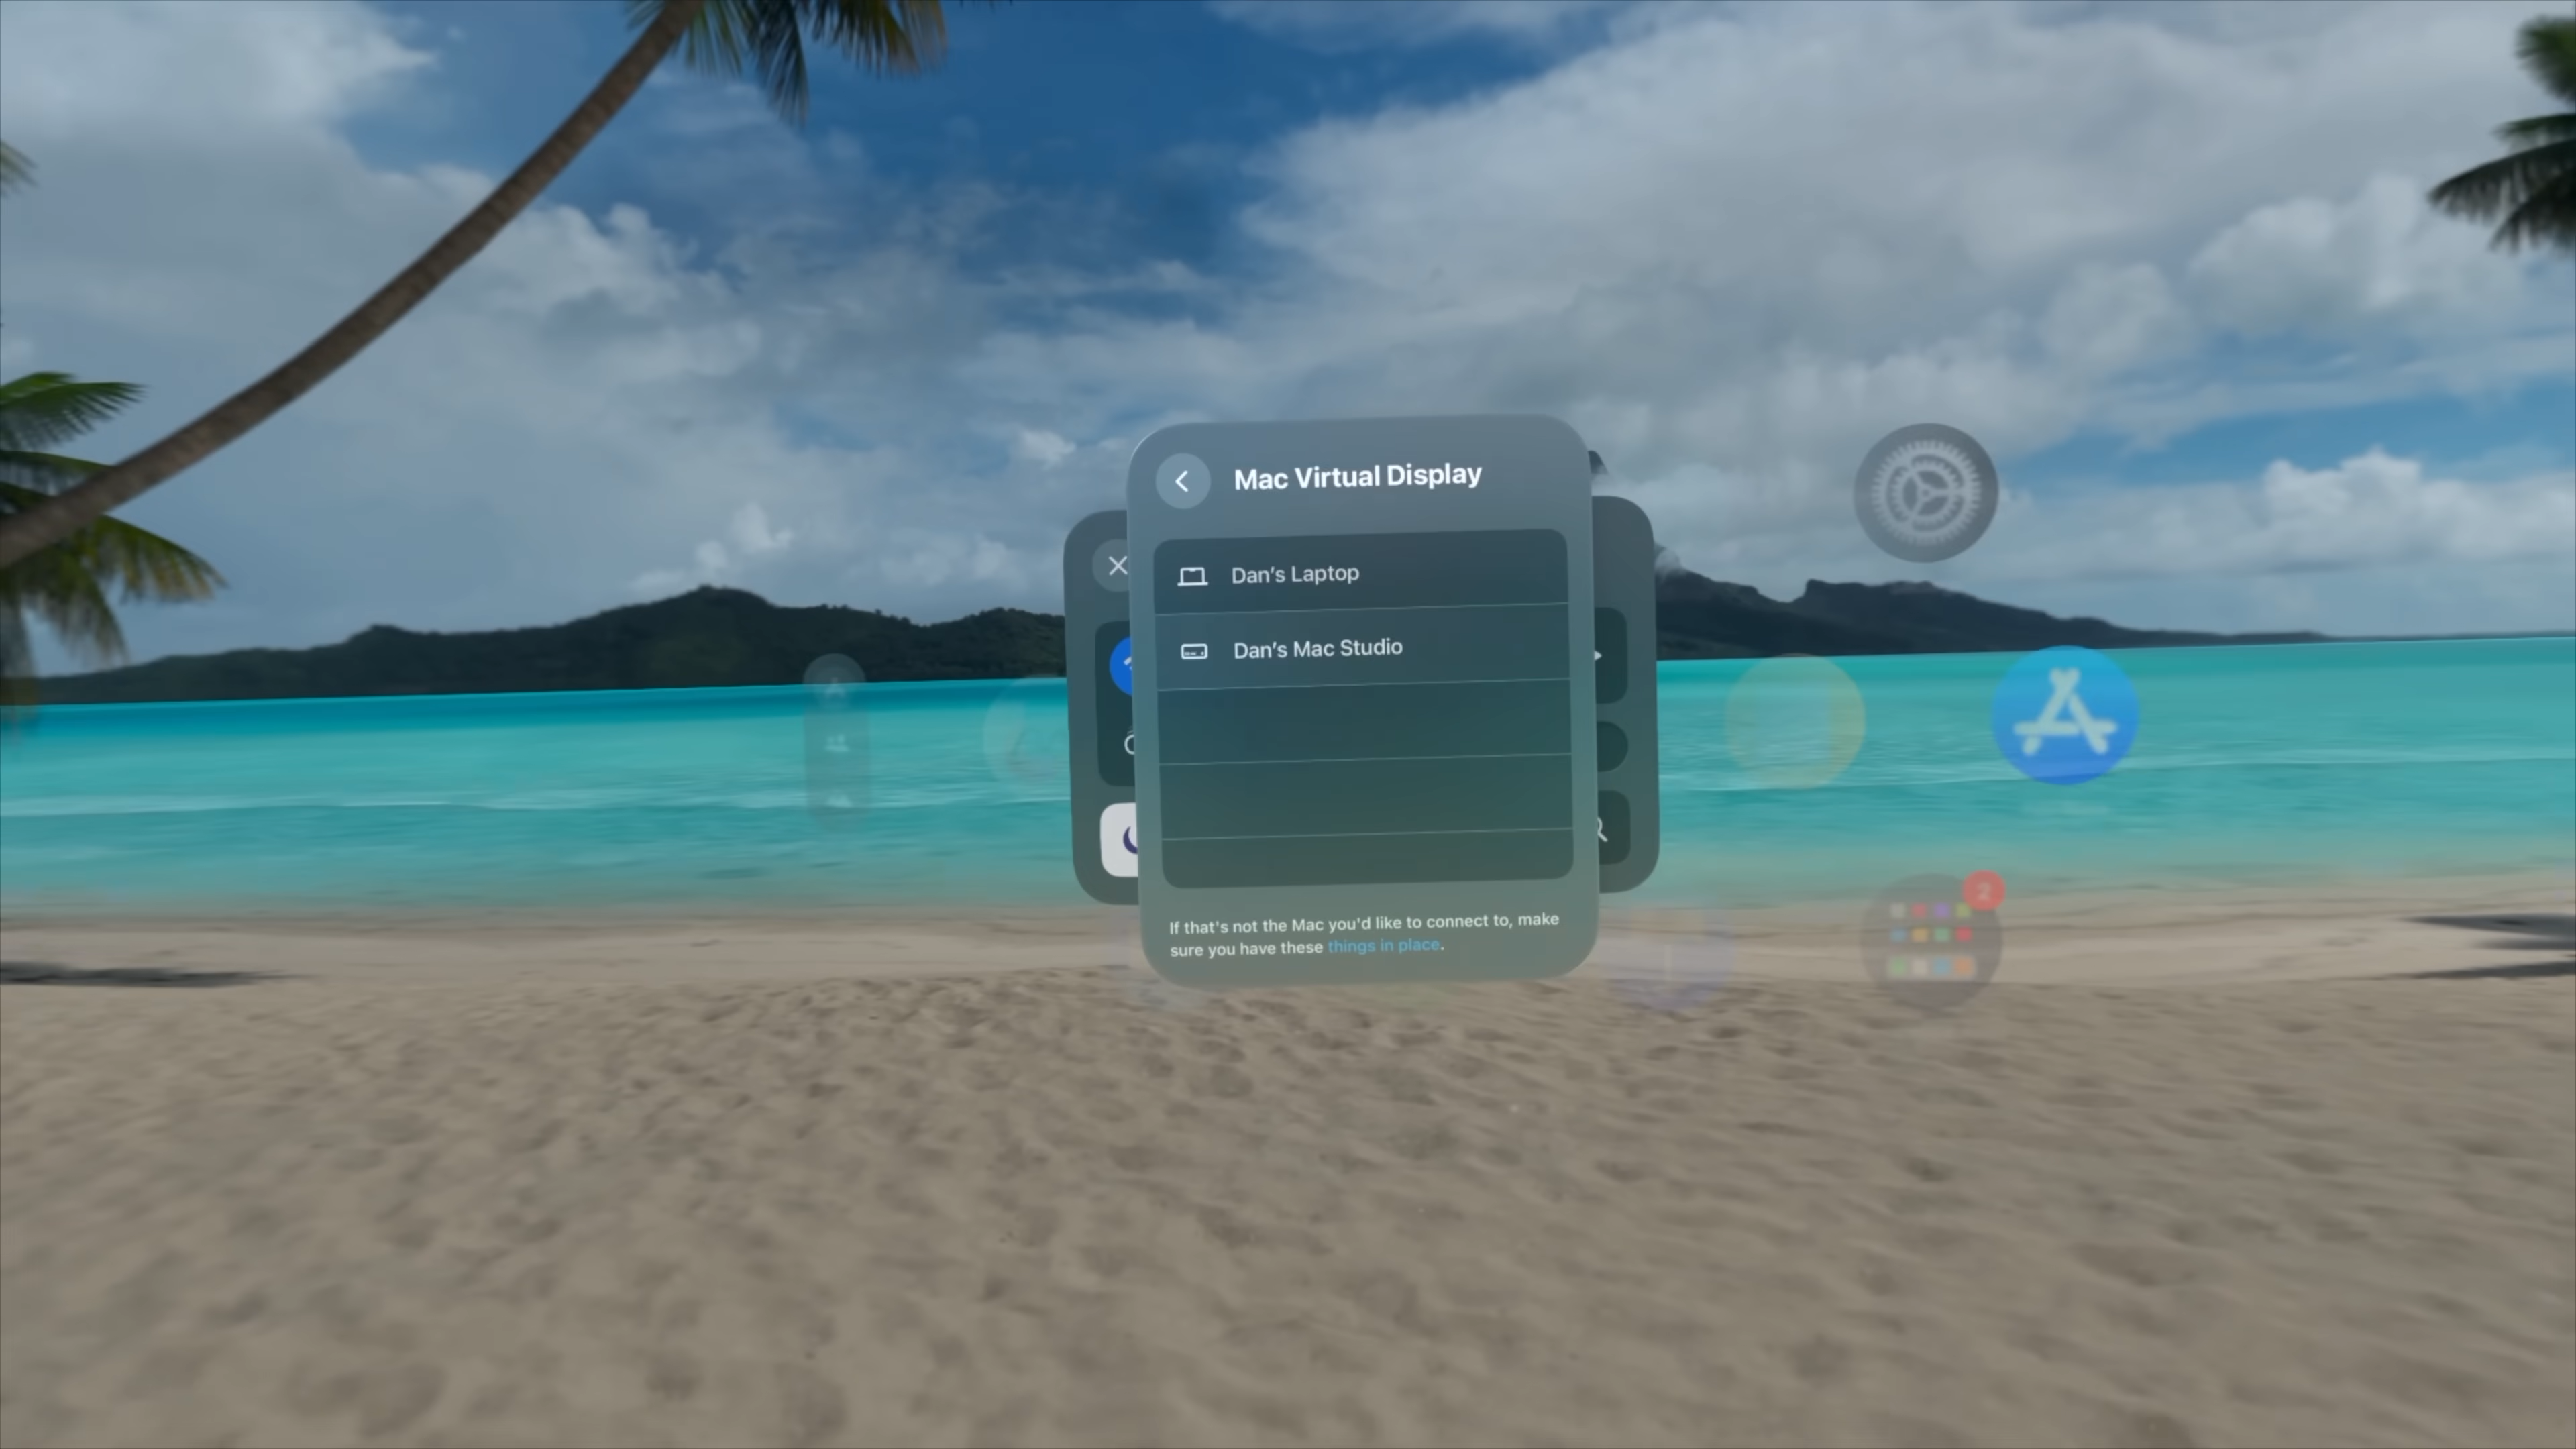 Mac Virtual Display
Dan’s Laptop
Dan’s Mac Studio
If that's not the Mac you'd like to connect to, make
sure you have these things in place.
2